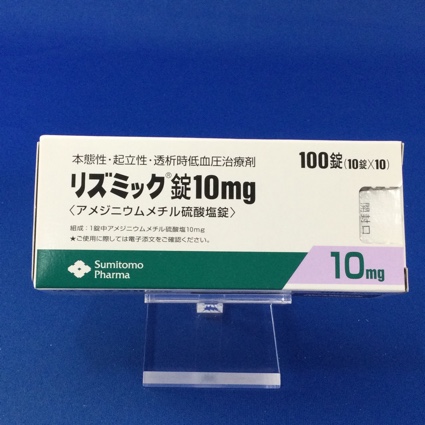 本態性・起立性・透析時低血圧治療剤
100錠(10錠×10)
リズミック®錠10mg
〈アメジニウムメチル硫酸塩錠〉
組成:1錠中アメジニウムメチル硫酸塩10mg
★ご使用に際しては電子添文をご確認ください。
開封口
Sumitomo
Pharma
10mg